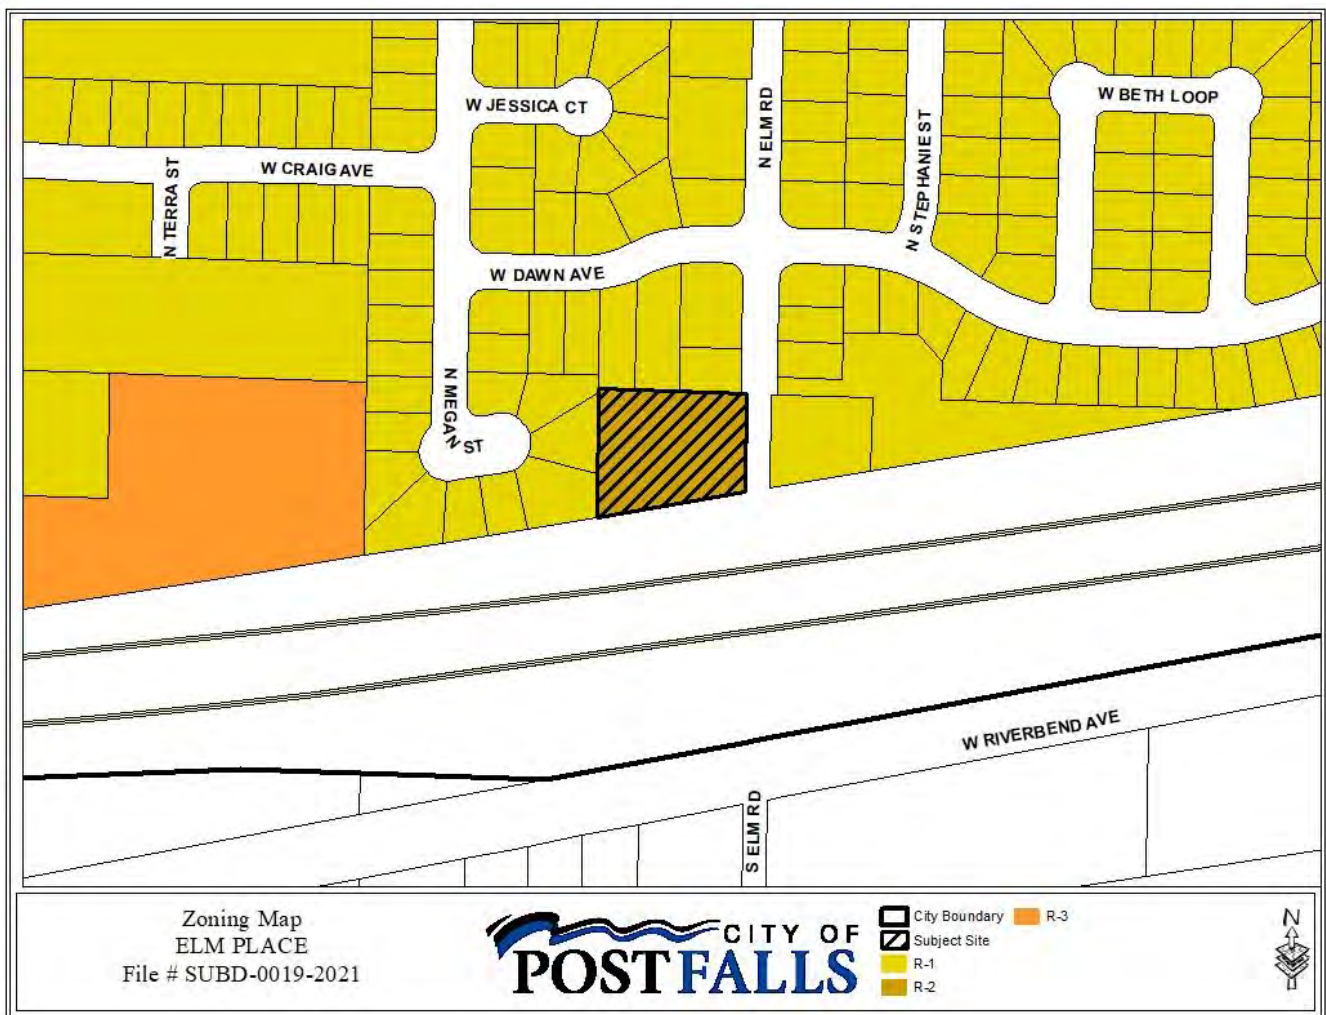 W JESSICA CT
W BETH LOOP
N ELM RD
W CRAIG AVE
N TERRA ST
N STEPHANIE ST
W DAWN AVE
N MEGAN ST
W RIVERBEND AVE
S ELM RD
Zoning Map
ELM PLACE
File # SUBD-0019-2021
CITY OF
POST FALLS
City Boundary
Subject Site
R-1
R-2
R-3
N